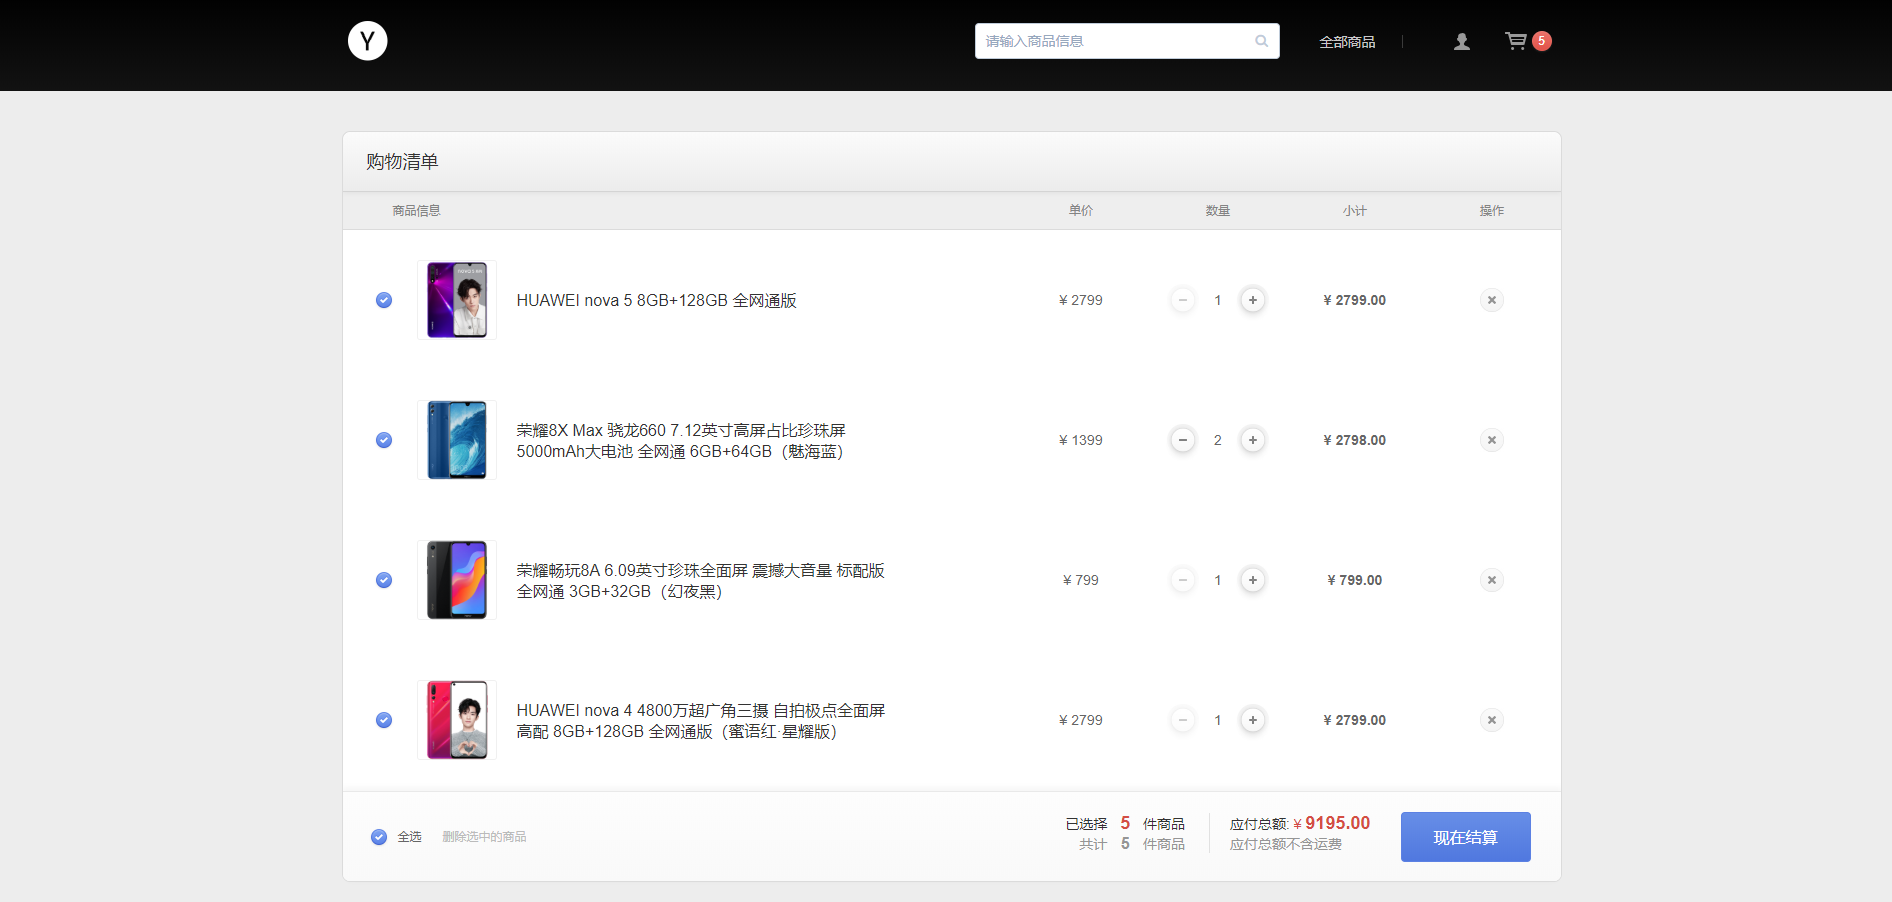 Y
请输入商品信息
全部商品
5
购物清单
商品信息 单价 数量 小计 操作
HUAWEI nova 5 8GB+128GB 全网通版
¥ 2799 1 ¥ 2799.00
荣耀8X Max 骁龙660 7.12英寸高屏占比珍珠屏
5000mAh大电池 全网通 6GB+64GB（魅海蓝）
¥ 1399 2 ¥ 2798.00
荣耀畅玩8A 6.09英寸珍珠全面屏 震撼大音量 标配版
全网通 3GB+32GB（幻夜黑）
¥ 799 1 ¥ 799.00
HUAWEI nova 4 4800万超广角三摄 自拍极点全面屏
高配 8GB+128GB 全网通版（蜜语红·星耀版）
¥ 2799 1 ¥ 2799.00
全选 删除选中的商品
已选择 5 件商品
共计 5 件商品
应付总额: ¥ 9195.00
应付总额不含运费
现在结算